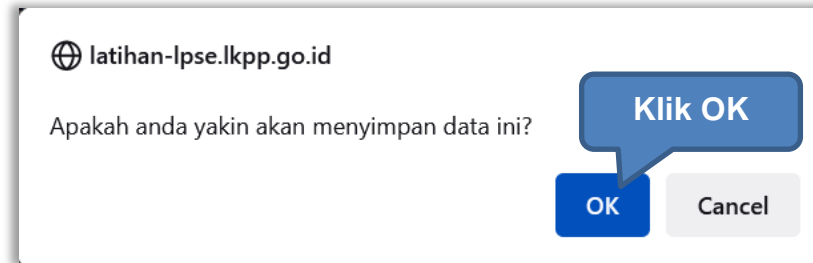 latihan-lpse.lkpp.go.id
Apakah anda yakin akan menyimpan data ini?
Klik OK
OK
Cancel